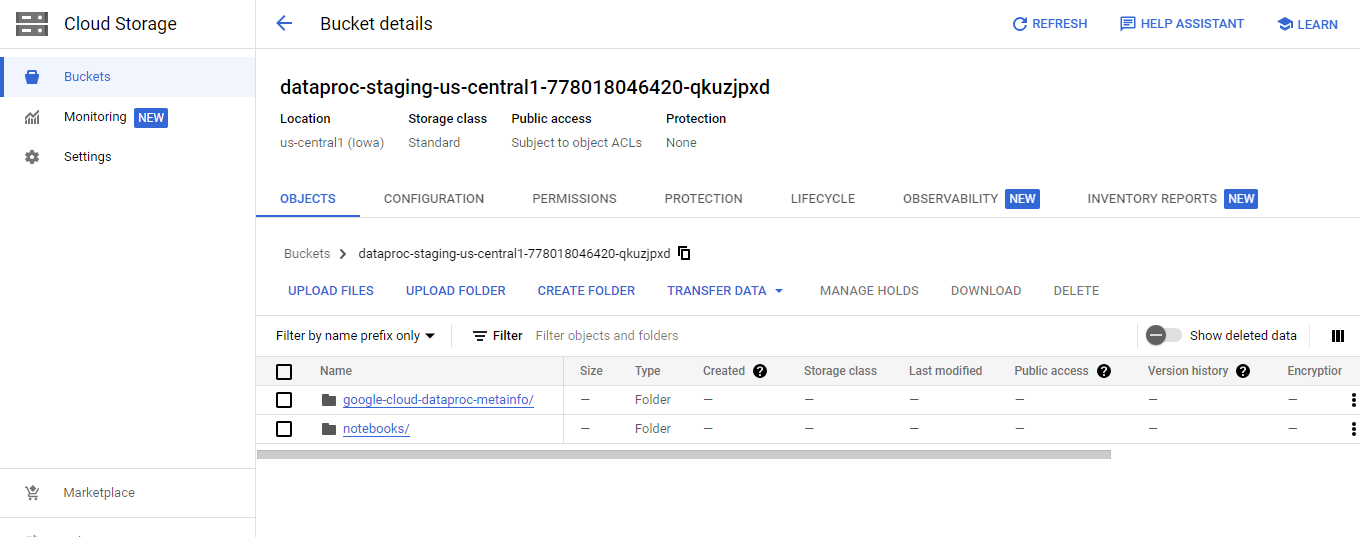 Cloud Storage
Bucket details
REFRESH
HELP ASSISTANT
LEARN
Buckets
Monitoring NEW
Settings
Marketplace
dataproc-staging-us-central1-778018046420-qkuzjpxd
Location Storage class Public access Protection
us-central1 (Iowa) Standard Subject to object ACLs None
OBJECTS CONFIGURATION PERMISSIONS PROTECTION LIFECYCLE OBSERVABILITY NEW INVENTORY REPORTS NEW
Buckets > dataproc-staging-us-central1-778018046420-qkuzjpxd
UPLOAD FILES UPLOAD FOLDER CREATE FOLDER TRANSFER DATA MANAGE HOLDS DOWNLOAD DELETE
Filter by name prefix only Filter Filter objects and folders Show deleted data
Name Size Type Created ? Storage class Last modified Public access ? Version history ? Encryption
google-cloud-dataproc-metainfo/ — Folder — — — — — —
notebooks/ — Folder — — — — — —